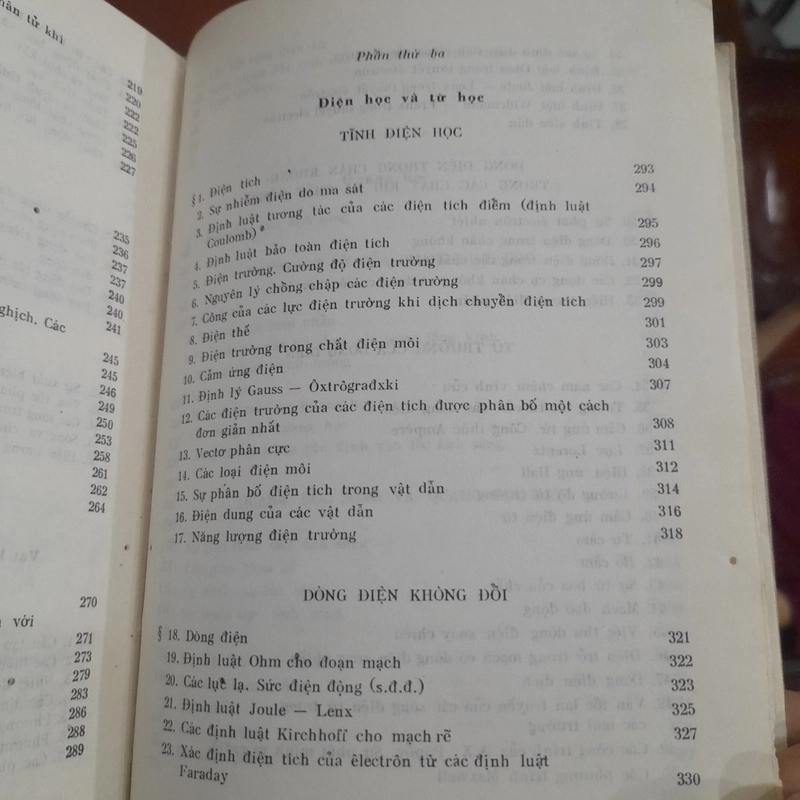 hân tử khí
219
220
222
222
225
226
227
235
236
237
237
240
240
ghịch. Các 241
245
245
246
249
250
253
258
261
262
264
270
với
271
273
279
283
286
288
289
Phần thứ ba
Điện học và từ học
TĨNH ĐIỆN HỌC
§ 1. Điện tích 293
2. Sự nhiễm điện do ma sát 294
3. Định luật tương tác của các điện tích điểm (định luật
Coulomb) 295
4. Định luật bảo toàn điện tích 296
5. Điện trường. Cường độ điện trường 297
6. Nguyên lý chồng chập các điện trường 299
7. Công của các lực điện trường khi dịch chuyển điện tích 299
8. Điện thế 301
9. Điện trường trong chất điện môi 303
10. Cảm ứng điện 304
11. Định lý Gauss — Ôxtrôgrađxki 307
12. Các điện trường của các điện tích được phân bố một cách
đơn giản nhất 308
13. Vectơ phân cực 311
14. Các loại điện môi 312
15. Sự phân bố điện tích trong vật dẫn 314
16. Điện dung của các vật dẫn 316
17. Năng lượng điện trường 318
DÒNG ĐIỆN KHÔNG ĐỔI
§ 18. Dòng điện 321
19. Định luật Ohm cho đoạn mạch 322
20. Các lực lạ. Sức điện động (s.đ.đ.) 323
21. Định luật Joule — Lenx 325
22. Các định luật Kirchhoff cho mạch rẽ 327
23. Xác định điện tích của êlectrôn từ các định luật
Faraday 330